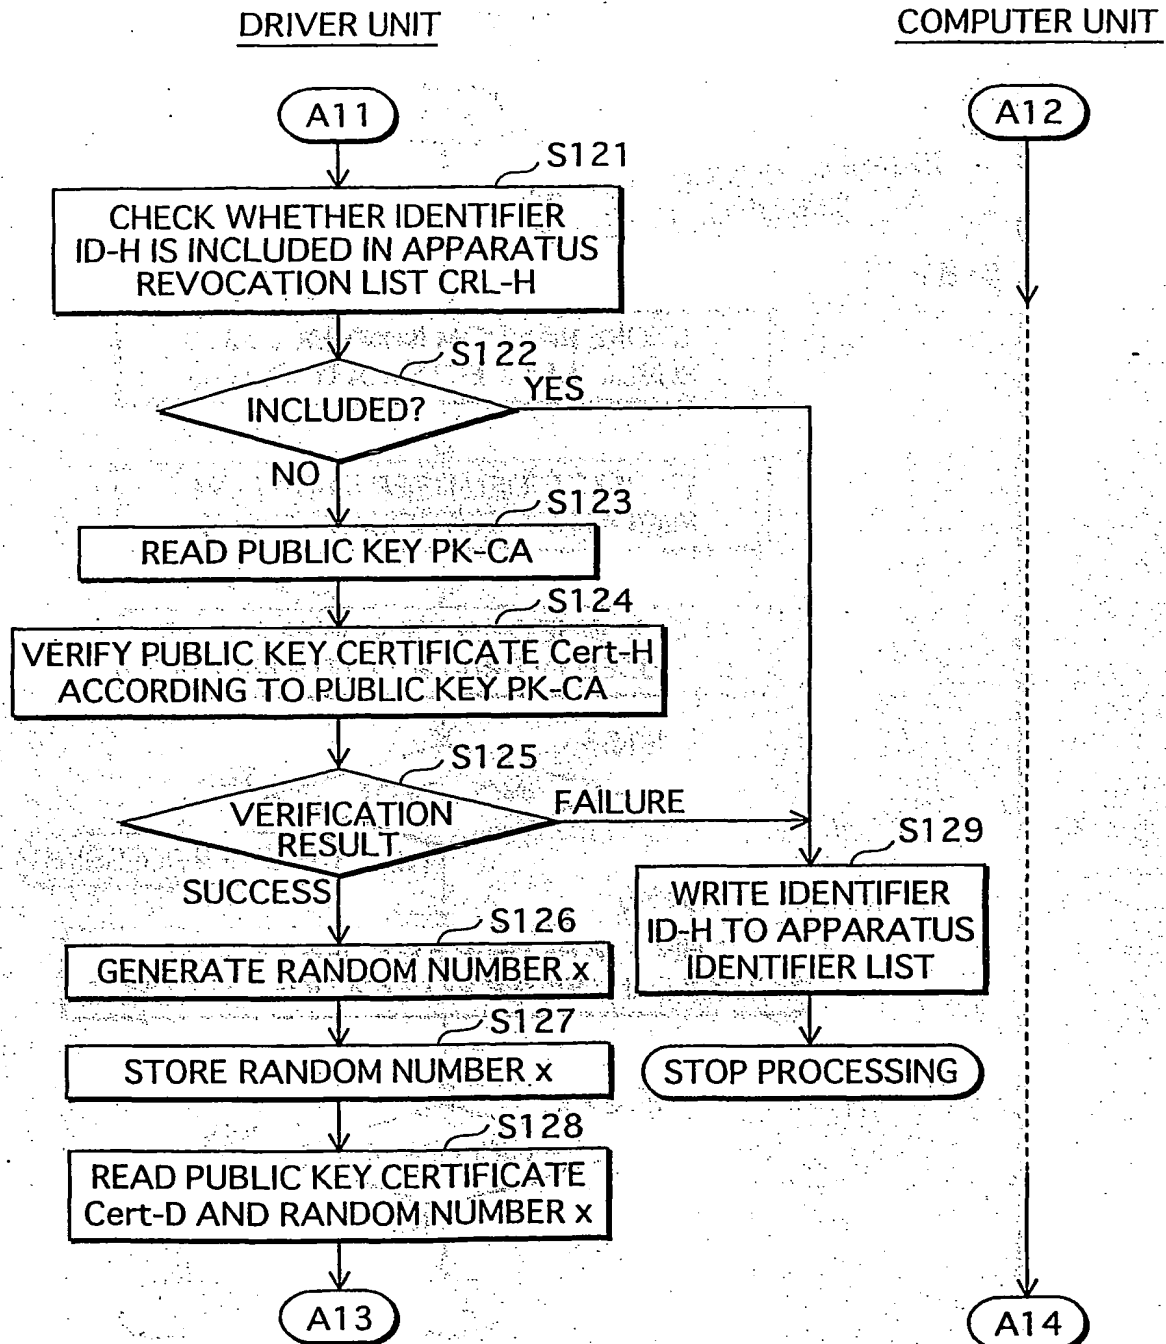 DRIVER UNIT
COMPUTER UNIT
A11
A12
S121
CHECK WHETHER IDENTIFIER
ID-H IS INCLUDED IN APPARATUS
REVOCATION LIST CRL-H
S122
INCLUDED?
YES
NO
S123
READ PUBLIC KEY PK-CA
S124
VERIFY PUBLIC KEY CERTIFICATE Cert-H
ACCORDING TO PUBLIC KEY PK-CA
S125
VERIFICATION
RESULT
FAILURE
SUCCESS
S129
WRITE IDENTIFIER
ID-H TO APPARATUS
IDENTIFIER LIST
S126
GENERATE RANDOM NUMBER x
S127
STORE RANDOM NUMBER x
STOP PROCESSING
S128
READ PUBLIC KEY CERTIFICATE
Cert-D AND RANDOM NUMBER x
A13
A14